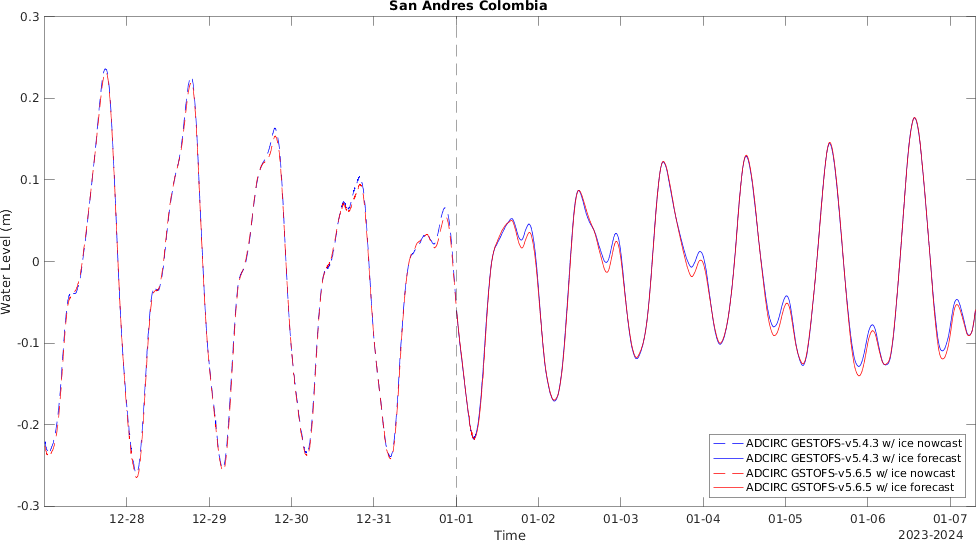 San Andres Colombia
Water Level (m)
0.3
0.2
0.1
0
-0.1
-0.2
-0.3
ADCIRC GESTOFS-v5.4.3 w/ ice nowcast
ADCIRC GESTOFS-v5.4.3 w/ ice forecast
ADCIRC GSTOFS-v5.6.5 w/ ice nowcast
ADCIRC GSTOFS-v5.6.5 w/ ice forecast
12-28 12-29 12-30 12-31 01-01 01-02 01-03 01-04 01-05 01-06 01-07
Time
2023-2024